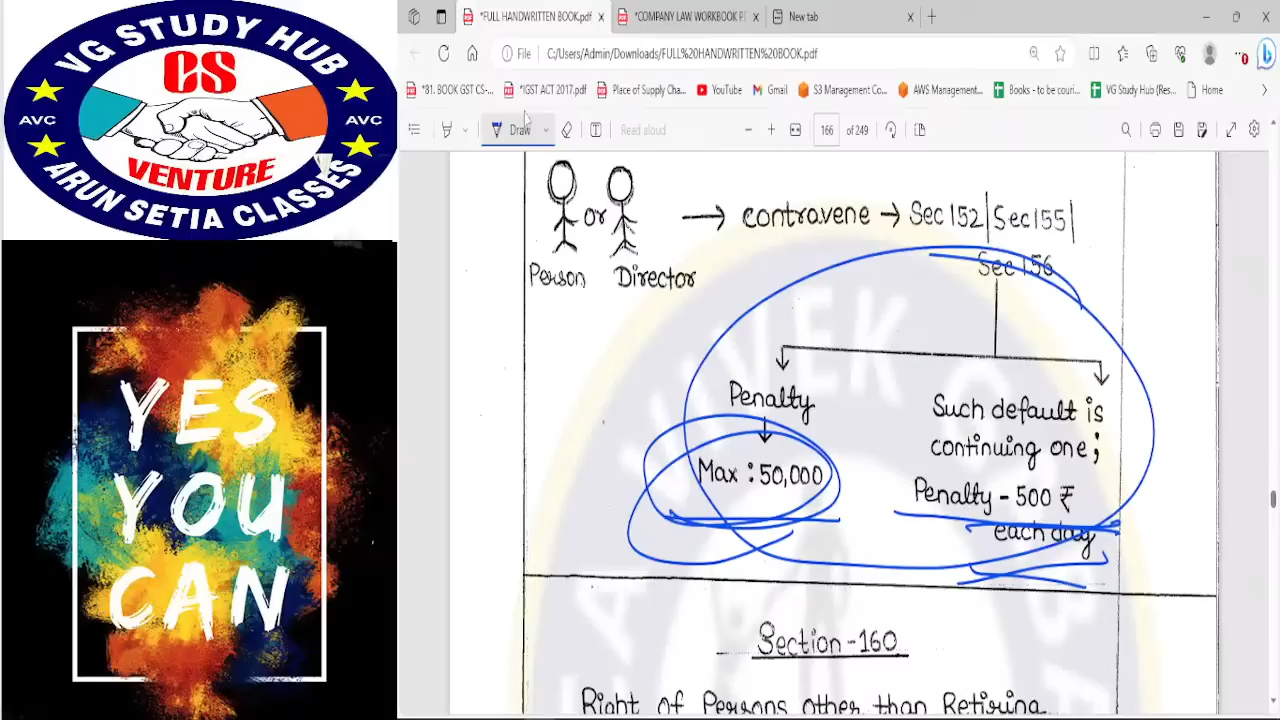 VG STUDY HUB
CS
AVC
AVC
VENTURE
ARUN SETIA CLASSES
YES
YOU
CAN
*FULL HANDWRITTEN BOOK.pdf
*COMPANY LAW WORKBOOK P
New tab
File
C:/Users/Admin/Downloads/FULL%20HANDWRITTEN%20BOOK.pdf
*81. BOOK GST CS-...
*IGST ACT 2017.pdf
Place of Supply Cha...
YouTube
Gmail
S3 Management Co...
AWS Management...
Books - to be couri...
VG Study Hub (Res...
Home
Draw
Read aloud
166
of 249
or
→ contravene → Sec 152|Sec 155|
Sec 156
Person Director
Penalty
Max : 50,000
Such default is
continuing one;
Penalty - 500 ₹
each day
Section-160
Right of Persons other than Retiring